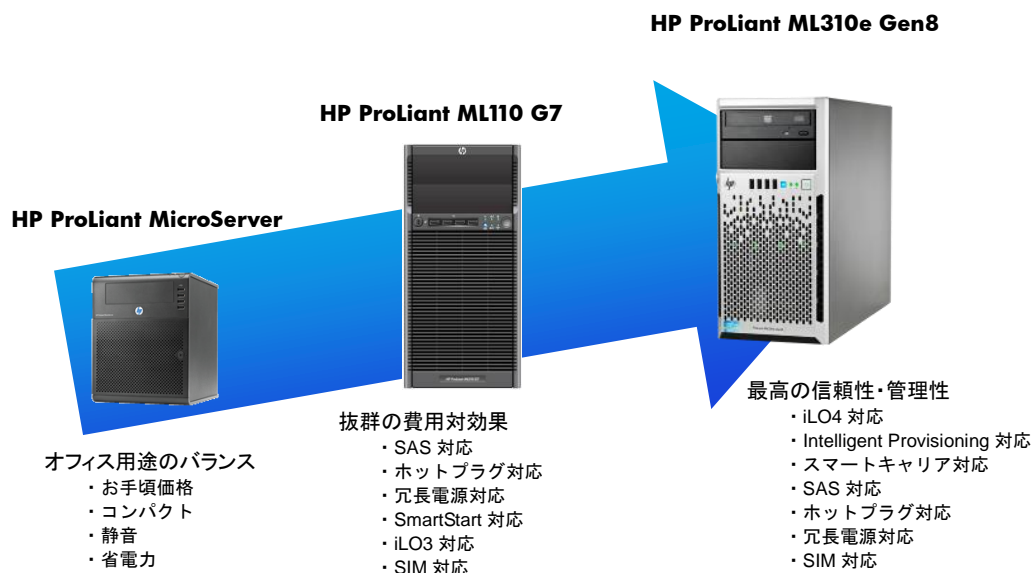 HP ProLiant ML310e Gen8
HP ProLiant ML110 G7
HP ProLiant MicroServer
オフィス用途のバランス
・お手頃価格
・コンパクト
・静音
・省電力
抜群の費用対効果
・SAS 対応
・ホットプラグ対応
・冗長電源対応
・SmartStart 対応
・iLO3 対応
・SIM 対応
最高の信頼性・管理性
・iLO4 対応
・Intelligent Provisioning 対応
・スマートキャリア対応
・SAS 対応
・ホットプラグ対応
・冗長電源対応
・SIM 対応